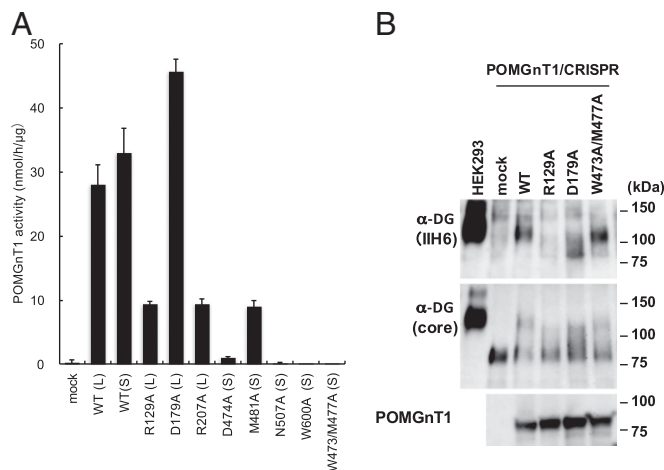 A
POMGnT1 activity (nmol/h/μg)
50
40
30
20
10
0
mock
WT (L)
WT(S)
R129A (L)
D179A (L)
R207A (L)
D474A (S)
M481A (S)
N507A (S)
W600A (S)
W473/M477A (S)
B
POMGnT1/CRISPR
HEK293
mock
WT
R129A
D179A
W473A/M477A
(kDa)
α-DG
(IIH6)
150
100
75
α-DG
(core)
150
100
75
POMGnT1
100
75